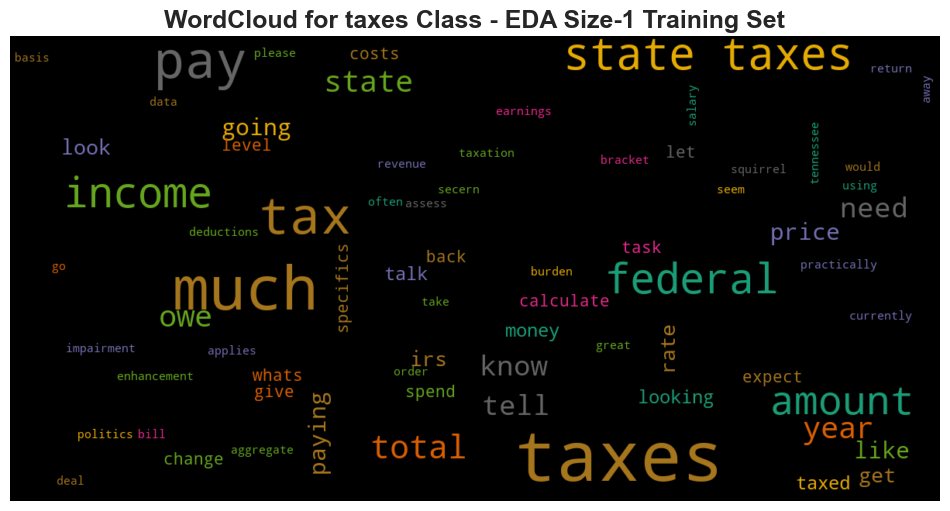 WordCloud for taxes Class - EDA Size-1 Training Set
basis
pay
please
costs
state taxes
return
away
data
state
salary
earnings
going
level
look
tennessee
revenue
taxation
bracket
let
squirrel
would
income
secern
seem
using
often
assess
need
tax
deductions
price
specifics
back
task
go
talk
burden
federal
practically
much
owe
take
calculate
currently
money
rate
impairment
applies
irs
great
know
order
enhancement
whats
give
spend
tell
looking
expect
amount
paying
politics
bill
change
aggregate
total
year
like
taxes
deal
taxed
get